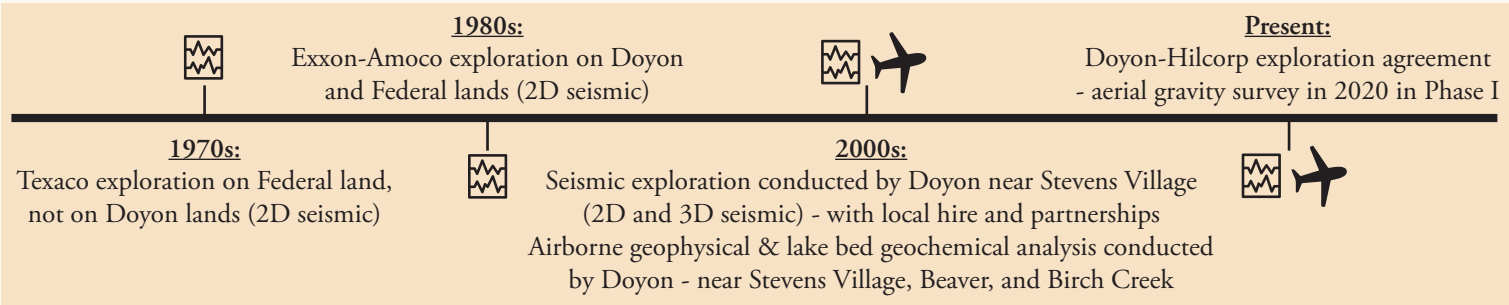 1970s:
Texaco exploration on Federal land,
not on Doyon lands (2D seismic)
1980s:
Exxon-Amoco exploration on Doyon
and Federal lands (2D seismic)
2000s:
Seismic exploration conducted by Doyon near Stevens Village
(2D and 3D seismic) - with local hire and partnerships
Airborne geophysical & lake bed geochemical analysis conducted
by Doyon - near Stevens Village, Beaver, and Birch Creek
Present:
Doyon-Hilcorp exploration agreement
- aerial gravity survey in 2020 in Phase I